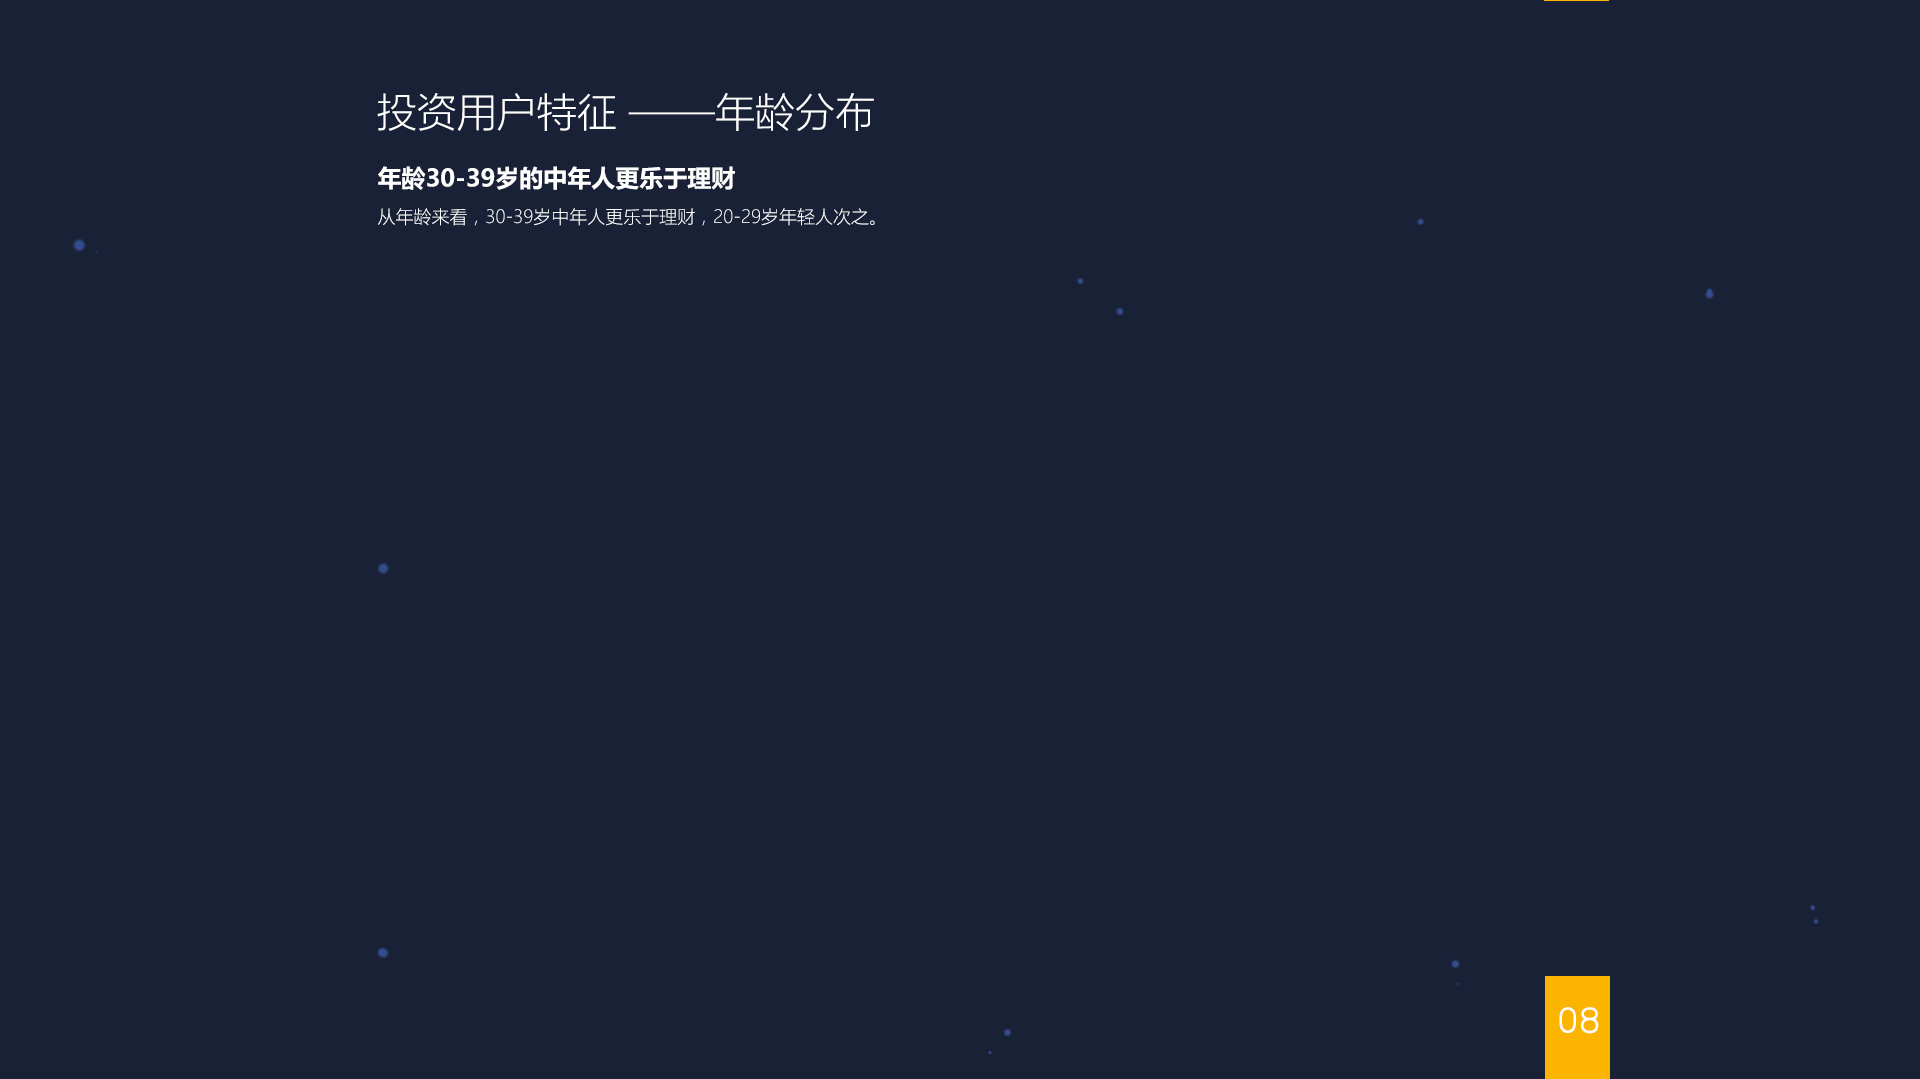 投资用户特征 ——年龄分布
年龄30-39岁的中年人更乐于理财
从年龄来看，30-39岁中年人更乐于理财，20-29岁年轻人次之。
08